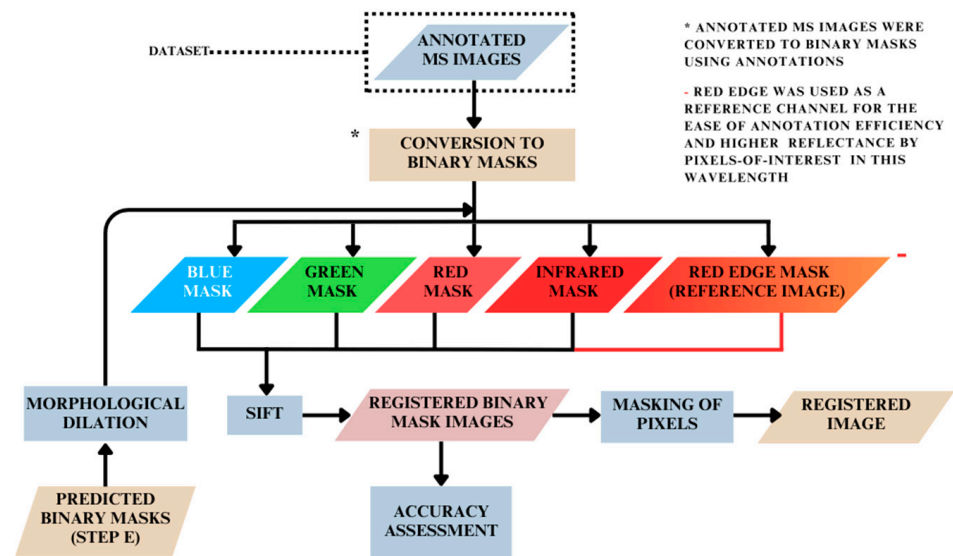 DATASET
ANNOTATED
MS IMAGES
* ANNOTATED MS IMAGES WERE
CONVERTED TO BINARY MASKS
USING ANNOTATIONS
- RED EDGE WAS USED AS A
REFERENCE CHANNEL FOR THE
EASE OF ANNOTATION EFFICIENCY
AND HIGHER REFLECTANCE BY
PIXELS-OF-INTEREST IN THIS
WAVELENGTH
*
CONVERSION TO
BINARY MASKS
BLUE
MASK
GREEN
MASK
RED
MASK
INFRARED
MASK
RED EDGE MASK
(REFERENCE IMAGE)
-
MORPHOLOGICAL
DILATION
SIFT
REGISTERED BINARY
MASK IMAGES
MASKING OF
PIXELS
REGISTERED
IMAGE
PREDICTED
BINARY MASKS
(STEP E)
ACCURACY
ASSESSMENT